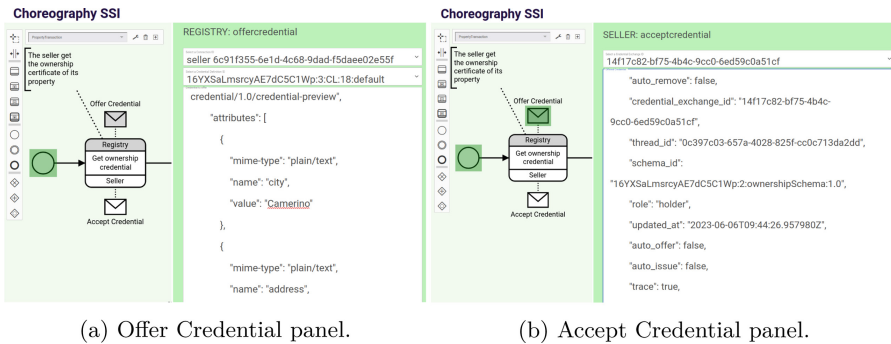 Choreography SSI
PropertyTransaction
The seller get
the ownership
certificate of its
property
Offer Credential
Registry
Get ownership
credential
Seller
Accept Credential
REGISTRY: offercredential
seller 6c91f355-6e1d-4c68-9dad-f5daee02e55f
16YXSaLmsrcyAE7dC5C1Wp:3:CL:18:default
credential/1.0/credential-preview",
"attributes": [
{
"mime-type": "plain/text",
"name": "city",
"value": "Camerino"
},
{
"mime-type": "plain/text",
"name": "address",
(a) Offer Credential panel.
Choreography SSI
PropertyTransaction
The seller get
the ownership
certificate of its
property
Offer Credential
Registry
Get ownership
credential
Seller
Accept Credential
SELLER: acceptcredential
14f17c82-bf75-4b4c-9cc0-6ed59c0a51cf
"auto_remove": false,
"credential_exchange_id": "14f17c82-bf75-4b4c-
9cc0-6ed59c0a51cf",
"thread_id": "0c397c03-657a-4028-825f-cc0c713da2dd",
"schema_id":
"16YXSaLmsrcyAE7dC5C1Wp:2:ownershipSchema:1.0",
"role": "holder",
"updated_at": "2023-06-06T09:44:26.957980Z",
"auto_offer": false,
"auto_issue": false,
"trace": true,
(b) Accept Credential panel.